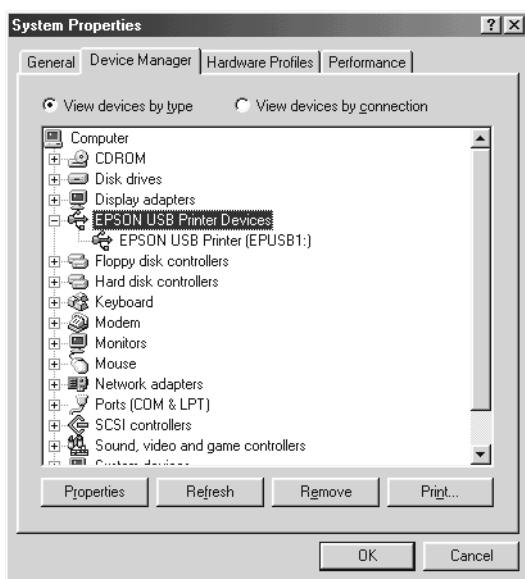 System Properties
General Device Manager Hardware Profiles Performance
View devices by type View devices by connection
Computer
CDROM
Disk drives
Display adapters
EPSON USB Printer Devices
EPSON USB Printer (EPUSB1:)
Floppy disk controllers
Hard disk controllers
Keyboard
Modem
Monitors
Mouse
Network adapters
Ports (COM & LPT)
SCSI controllers
Sound, video and game controllers
Properties Refresh Remove Print...
OK Cancel